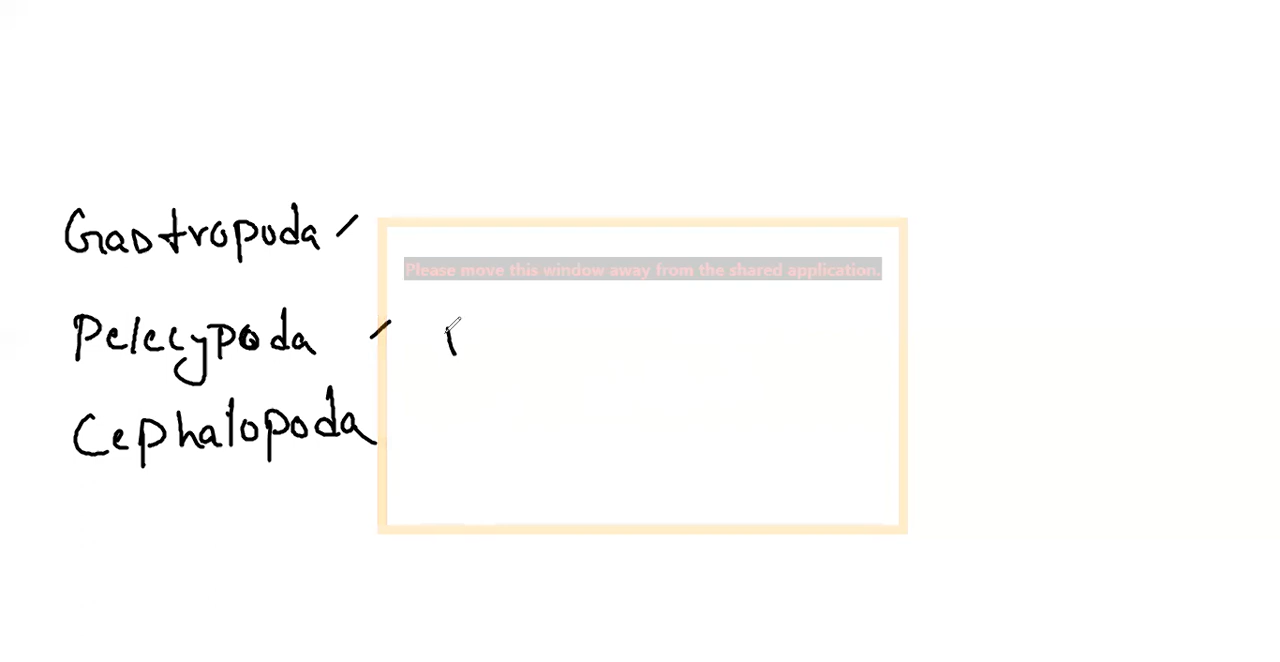 Gastropoda
Please move this window away from the shared application.
Pelecypoda
Cephalopoda